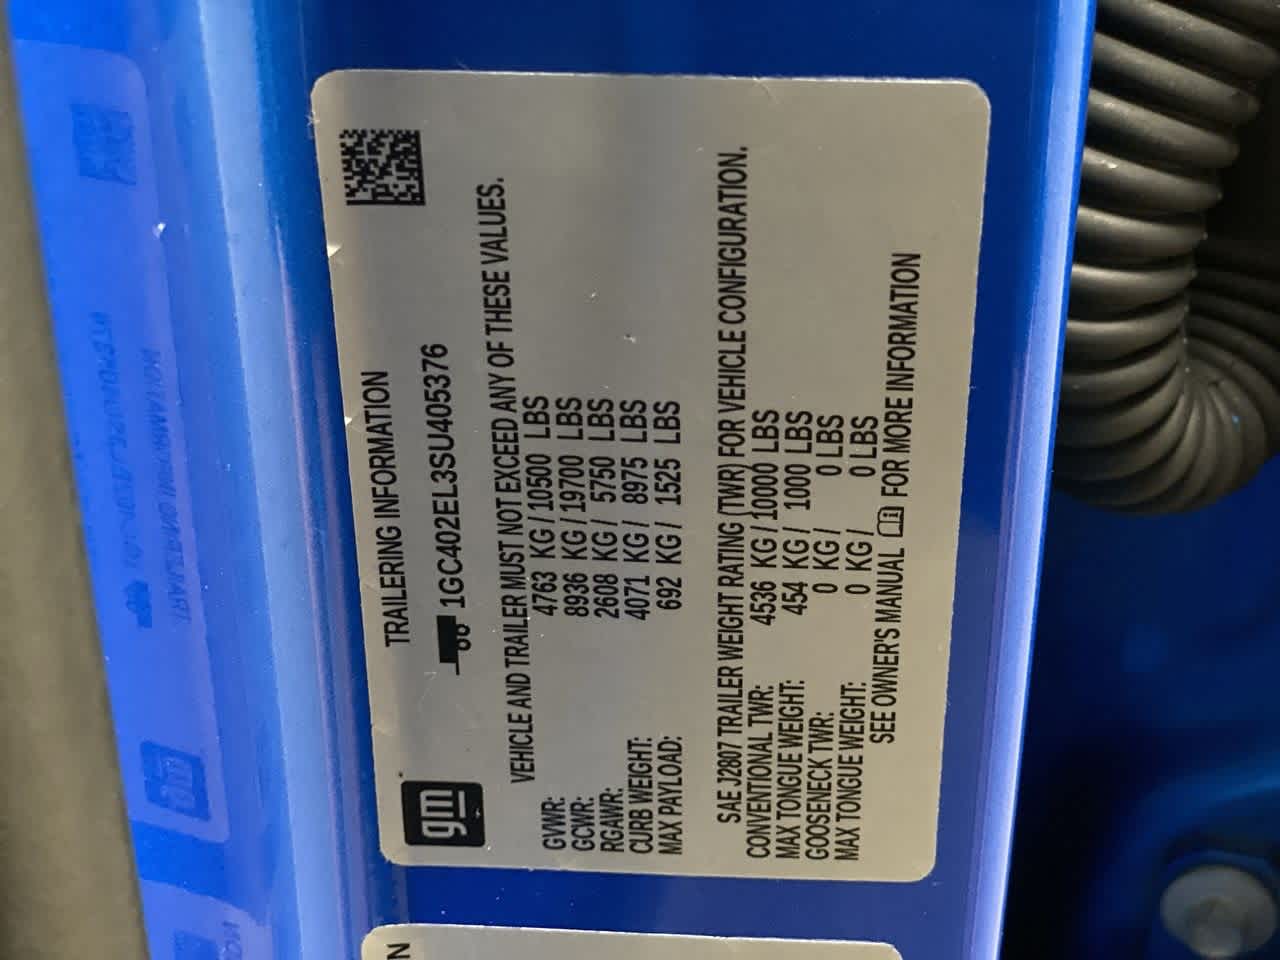 gm
TRAILERING INFORMATION
1GC402EL3SU405376
VEHICLE AND TRAILER MUST NOT EXCEED ANY OF THESE VALUES.
GVWR: 4763 KG / 10500 LBS
GCWR: 8936 KG / 19700 LBS
RGAWR: 2608 KG / 5750 LBS
CURB WEIGHT: 4071 KG / 8975 LBS
MAX PAYLOAD: 692 KG / 1525 LBS
SAE J2807 TRAILER WEIGHT RATING (TWR) FOR VEHICLE CONFIGURATION.
CONVENTIONAL TWR: 4536 KG / 10000 LBS
MAX TONGUE WEIGHT: 454 KG / 1000 LBS
GOOSENECK TWR: 0 KG / 0 LBS
MAX TONGUE WEIGHT: 0 KG / 0 LBS
SEE OWNER'S MANUAL FOR MORE INFORMATION
N